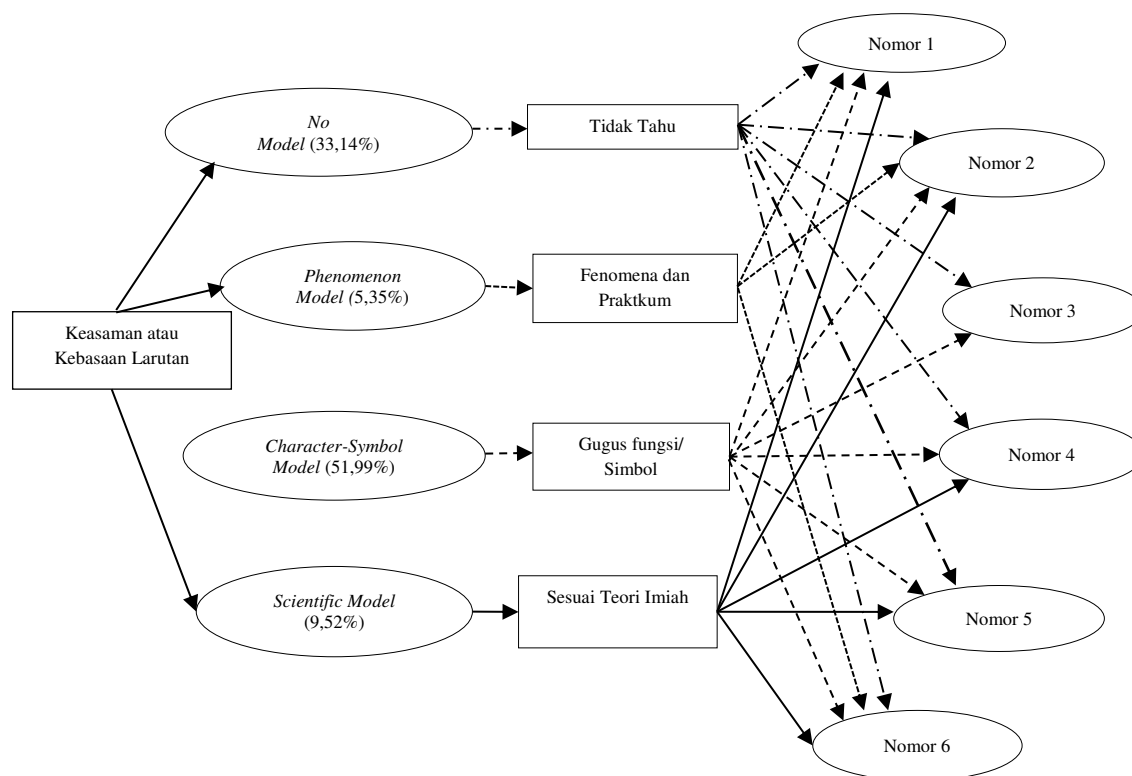 Keasaman atau
Kebasaan Larutan
No
Model (33,14%)
Phenomenon
Model (5,35%)
Character-Symbol
Model (51,99%)
Scientific Model
(9,52%)
Tidak Tahu
Fenomena dan
Praktkum
Gugus fungsi/
Simbol
Sesuai Teori Imiah
Nomor 1
Nomor 2
Nomor 3
Nomor 4
Nomor 5
Nomor 6